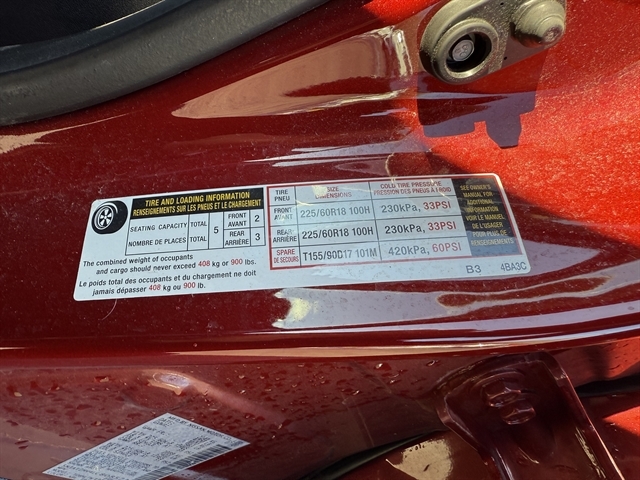 TIRE AND LOADING INFORMATION
RENSEIGNEMENTS SUR LES PNEUS ET LE CHARGEMENT
SEATING CAPACITY TOTAL
NOMBRE DE PLACES TOTAL
5
FRONT AVANT 2
REAR ARRIÈRE 3
The combined weight of occupants
and cargo should never exceed 408 kg or 900 lbs.
Le poids total des occupants et du chargement ne doit
jamais dépasser 408 kg ou 900 lb.
TIRE PNEU
SIZE DIMENSIONS
COLD TIRE PRESSURE
PRESSION DES PNEUS À FROID
FRONT AVANT 225/60R18 100H 230kPa, 33PSI
REAR ARRIÈRE 225/60R18 100H 230kPa, 33PSI
SPARE DE SECOURS T155/90D17 101M 420kPa, 60PSI
SEE OWNER'S
MANUAL FOR
ADDITIONAL
INFORMATION
VOIR LE MANUEL
DE L'USAGER
POUR PLUS DE
RENSEIGNEMENTS
B3 4BA3C